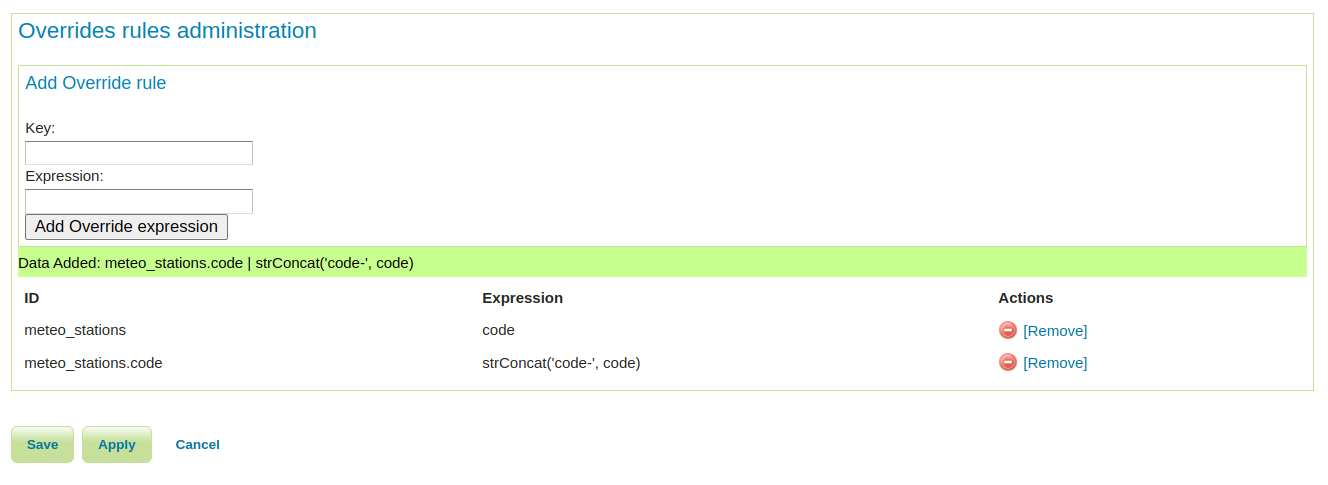 Overrides rules administration
Add Override rule
Key:
Expression:
Add Override expression
Data Added: meteo_stations.code | strConcat('code-', code)
ID Expression Actions
meteo_stations code [Remove]
meteo_stations.code strConcat('code-', code) [Remove]
Save Apply Cancel